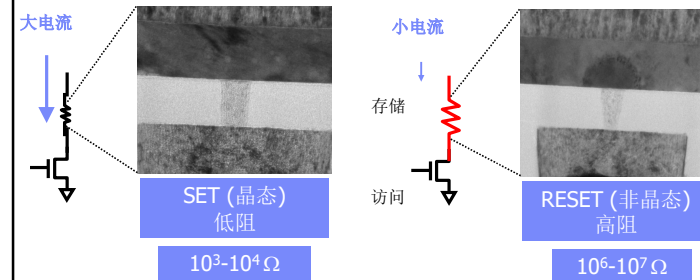 大电流
SET (晶态)
低阻
10³-10⁴ Ω
小电流
存储
访问
RESET (非晶态)
高阻
10⁶-10⁷ Ω